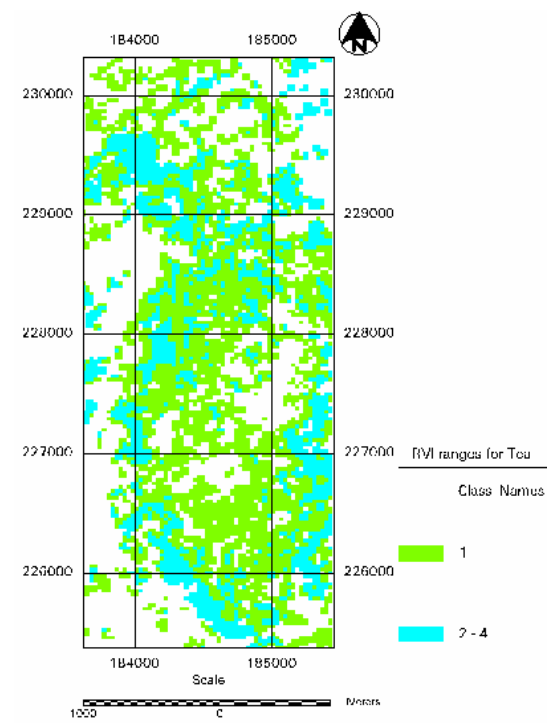 N
184000 185000
230000 230000
229000 229000
228000 228000
227000 227000
RVI ranges for Tea
Class Names
1
226000 226000
2 - 4
184000 185000
Scale
1000 0 Meters